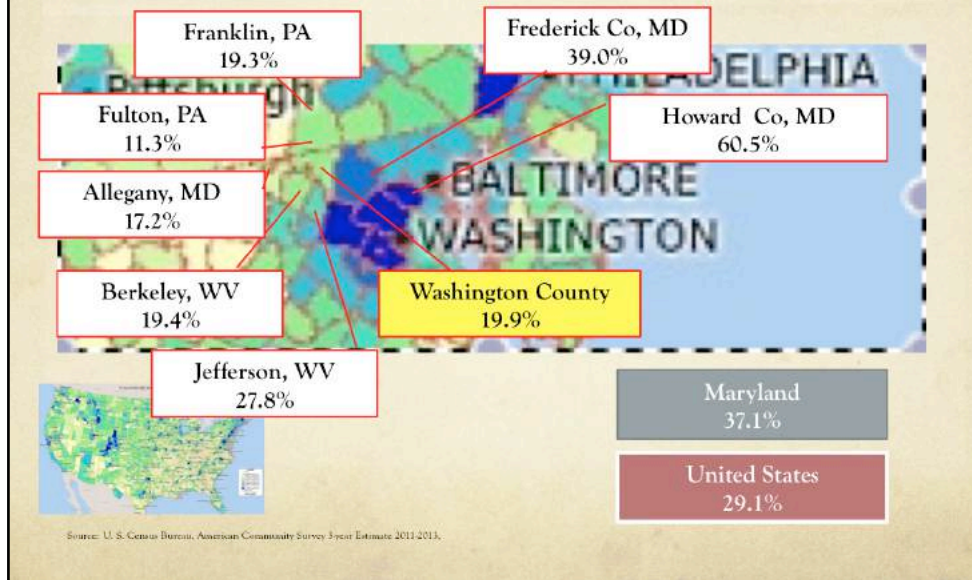 Franklin, PA
19.3%
Frederick Co, MD
39.0%
Pittsburgh
PHILADELPHIA
Fulton, PA
11.3%
Howard Co, MD
60.5%
Allegany, MD
17.2%
BALTIMORE
WASHINGTON
Berkeley, WV
19.4%
Washington County
19.9%
Jefferson, WV
27.8%
Maryland
37.1%
United States
29.1%
Source: U. S. Census Bureau, American Community Survey 3-year Estimate 2011-2013,